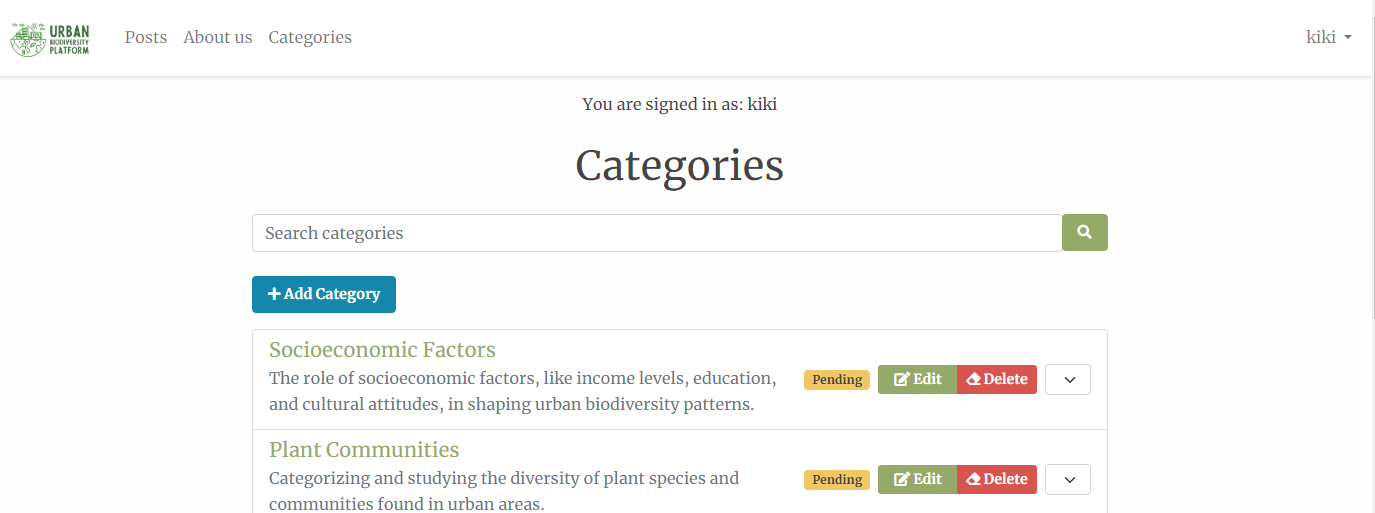 URBAN
BIODIVERSITY
PLATFORM
Posts About us Categories kiki
You are signed in as: kiki
Categories
Search categories
Add Category
Socioeconomic Factors
The role of socioeconomic factors, like income levels, education,
and cultural attitudes, in shaping urban biodiversity patterns.
Pending Edit Delete
Plant Communities
Categorizing and studying the diversity of plant species and
communities found in urban areas.
Pending Edit Delete